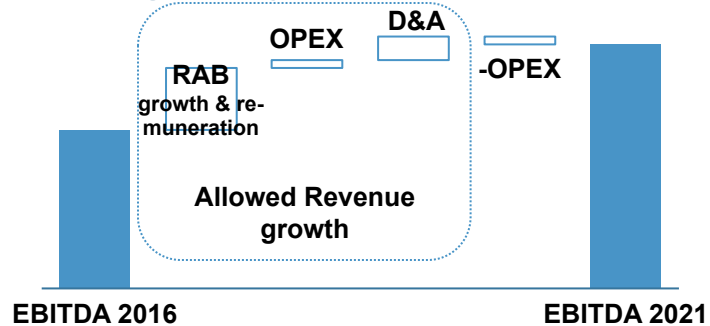 D&A
OPEX
-OPEX
RAB
growth & re-
muneration
Allowed Revenue
growth
EBITDA 2016
EBITDA 2021